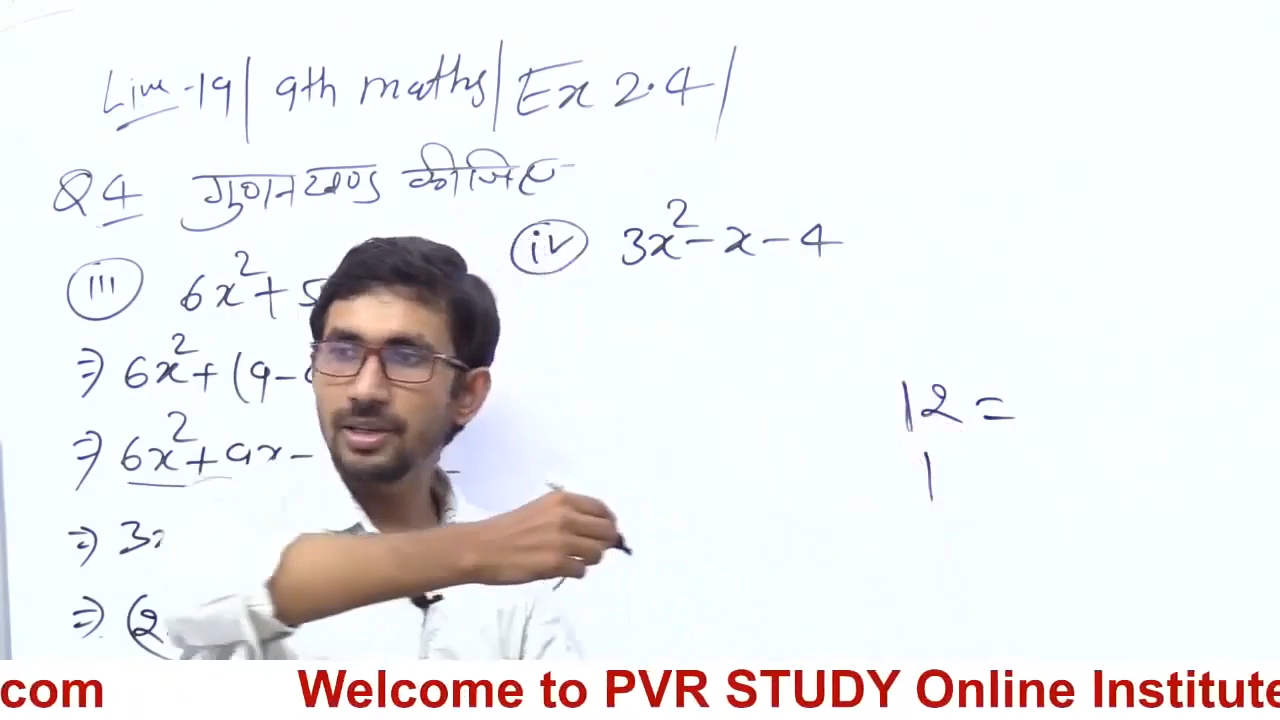 Live-19 | 9th maths | Ex 2.4 |
Q4 गुणनखण्ड कीजिए
iii 6x² + 5
⇒ 6x² + (9 -
⇒ 6x² + 9x -
⇒ 3x
⇒ (2
iv 3x² - x - 4
12 =
1
.com Welcome to PVR STUDY Online Institute